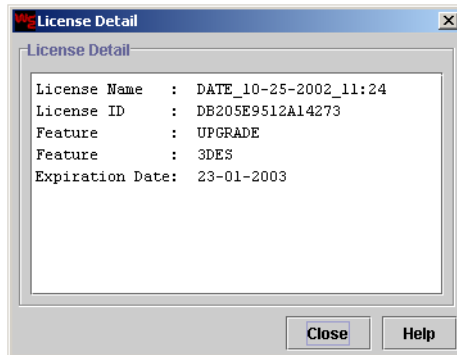 License Detail
License Detail
License Name : DATE_10-25-2002_11:24
License ID : DB205E9512A14273
Feature : UPGRADE
Feature : 3DES
Expiration Date: 23-01-2003
Close Help